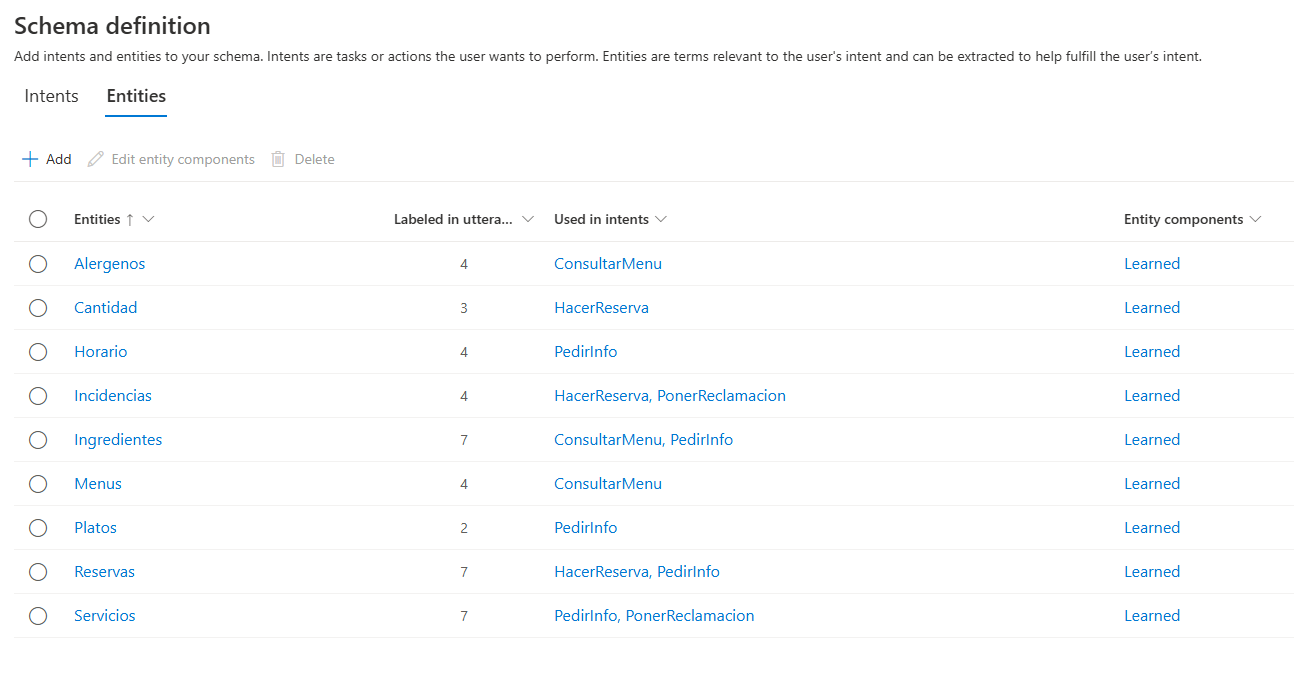 Schema definition
Add intents and entities to your schema. Intents are tasks or actions the user wants to perform. Entities are terms relevant to the user's intent and can be extracted to help fulfill the user's intent.
Intents Entities
Add Edit entity components Delete
Entities ↑ Labeled in uttera... Used in intents Entity components
Alergenos 4 ConsultarMenu Learned
Cantidad 3 HacerReserva Learned
Horario 4 PedirInfo Learned
Incidencias 4 HacerReserva, PonerReclamacion Learned
Ingredientes 7 ConsultarMenu, PedirInfo Learned
Menus 4 ConsultarMenu Learned
Platos 2 PedirInfo Learned
Reservas 7 HacerReserva, PedirInfo Learned
Servicios 7 PedirInfo, PonerReclamacion Learned